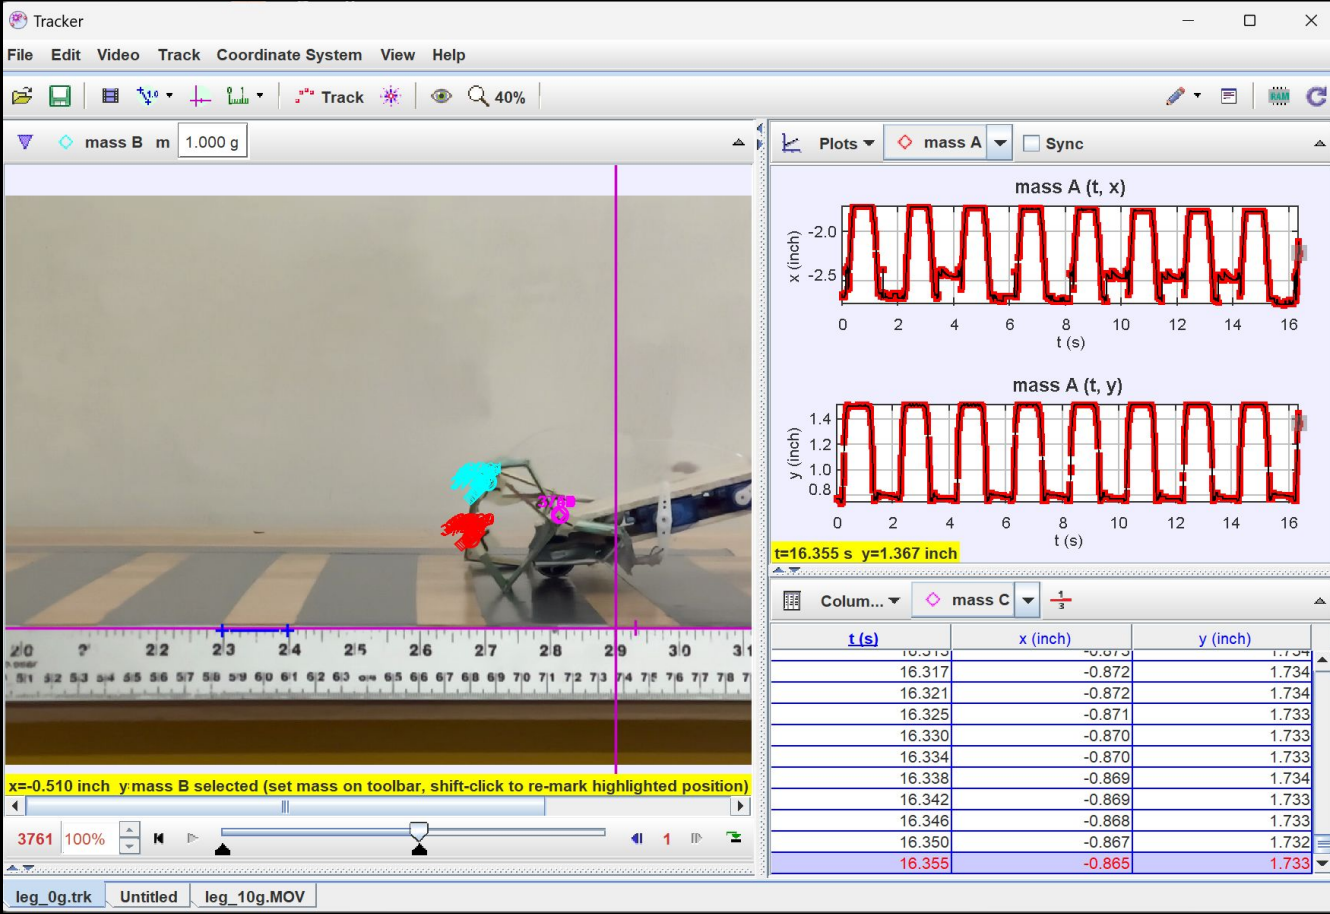 Tracker
File Edit Video Track Coordinate System View Help
Track 40%
mass B m 1.000 g
Plots mass A Sync
mass A (t, x)
x (inch)
-2.0
-2.5
0 2 4 6 8 10 12 14 16
t (s)
mass A (t, y)
y (inch)
1.4
1.2
1.0
0.8
0 2 4 6 8 10 12 14 16
t (s)
t=16.355 s y=1.367 inch
Colum... mass C 1/3
t (s) x (inch) y (inch)
16.317 -0.872 1.734
16.321 -0.872 1.734
16.325 -0.871 1.733
16.330 -0.870 1.733
16.334 -0.870 1.733
16.338 -0.869 1.734
16.342 -0.869 1.733
16.346 -0.868 1.733
16.350 -0.867 1.732
16.355 -0.865 1.733
22 23 24 25 26 27 28 29 30
x=-0.510 inch y:mass B selected (set mass on toolbar, shift-click to re-mark highlighted position)
3761 100% 1
leg_0g.trk Untitled leg_10g.MOV